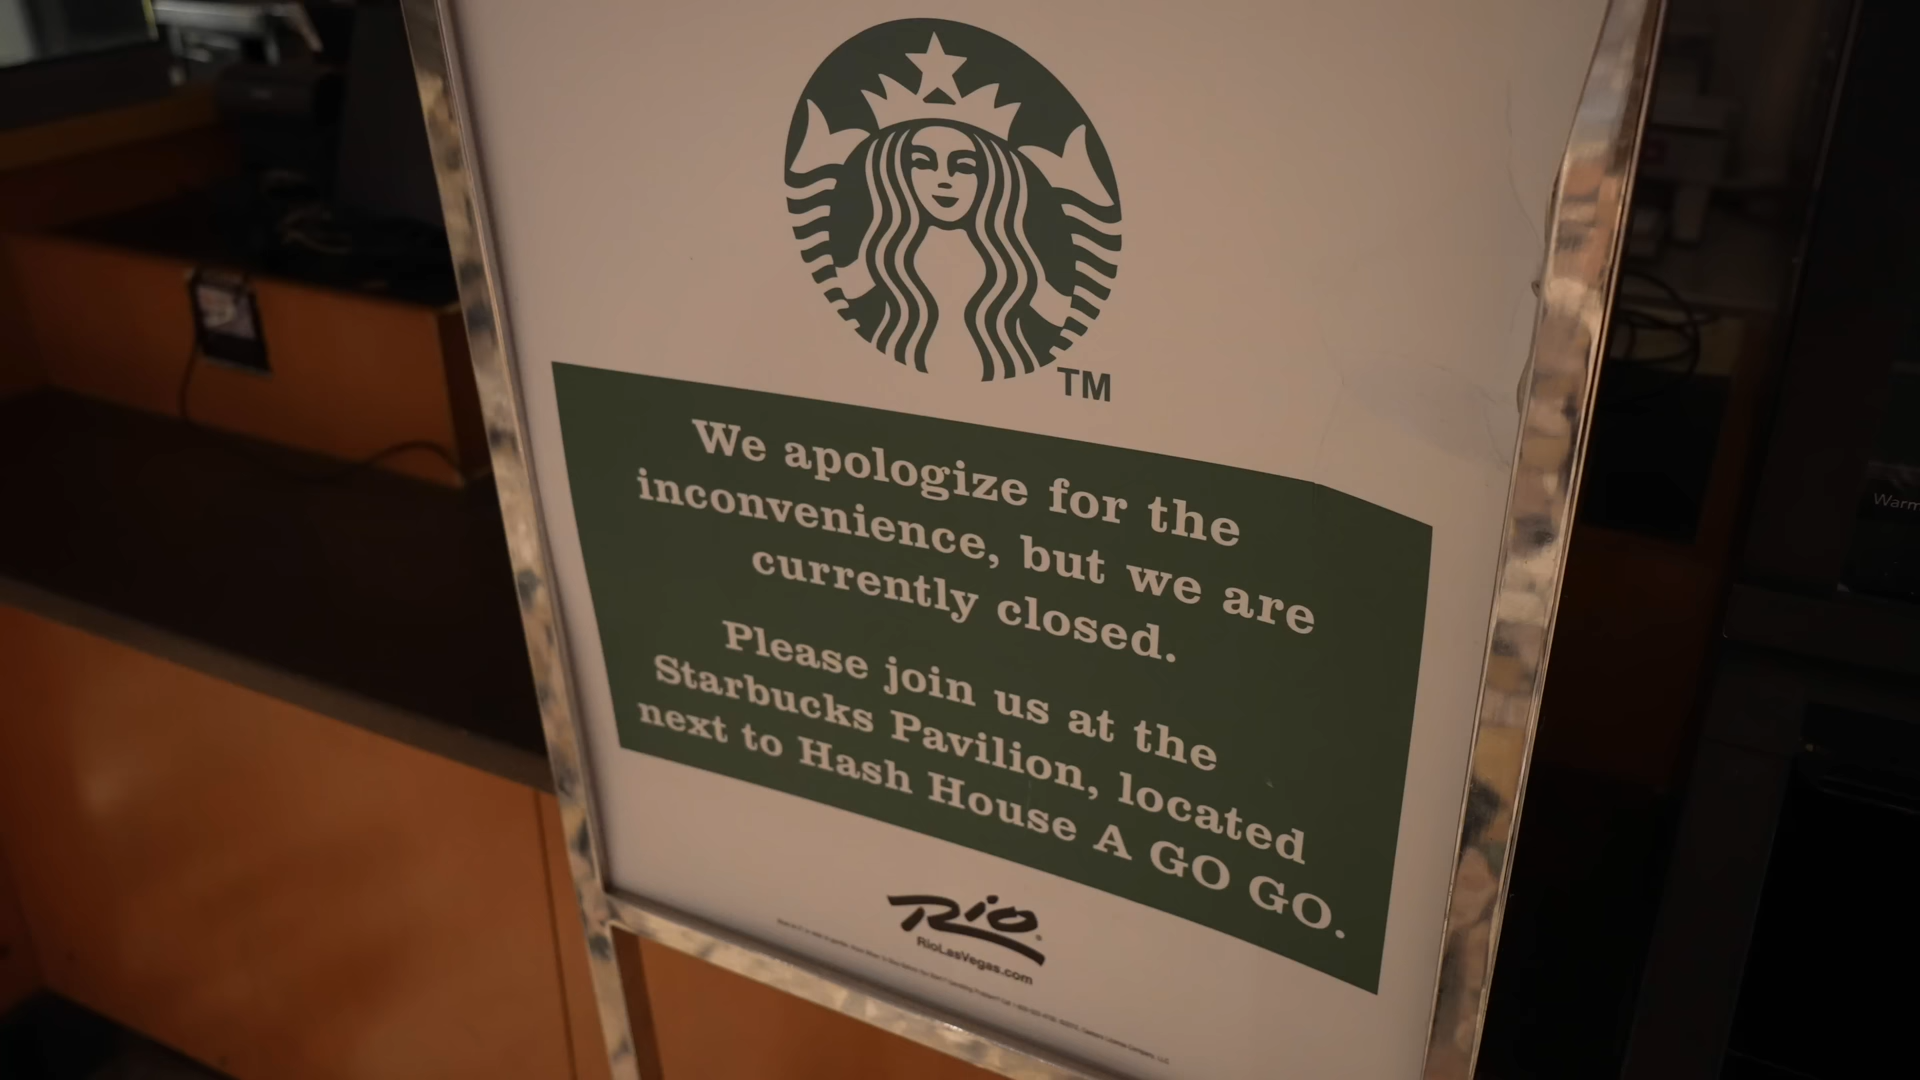 TM
We apologize for the
inconvenience, but we are
currently closed.
Please join us at the
Starbucks Pavilion, located
next to Hash House A GO GO.
Rio
RioLasVegas.com
Warm